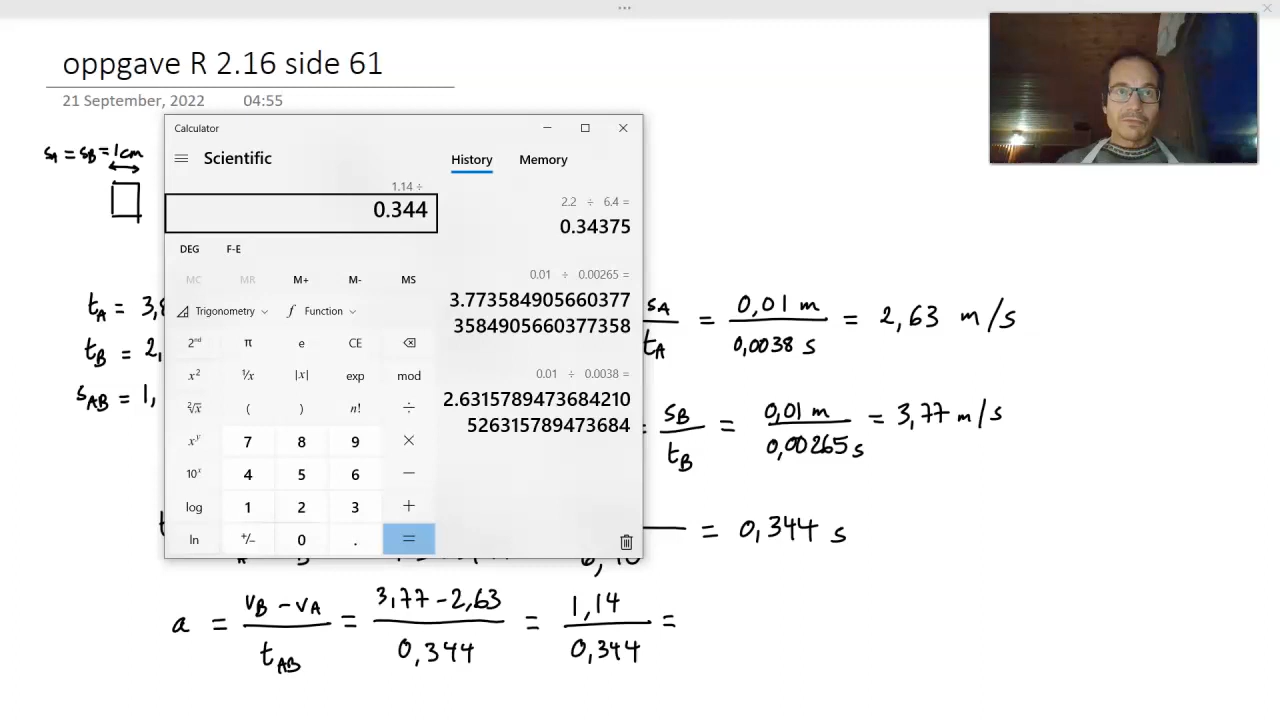 oppgave R 2.16 side 61
21 September, 2022 04:55
sA = sB = 1cm
Calculator
Scientific
History Memory
1.14 ÷
0.344
2.2 ÷ 6.4 =
0.34375
DEG F-E
0.01 ÷ 0.00265 =
3.773584905660377
3584905660377358
MC MR M+ M- MS
Trigonometry Function
0.01 ÷ 0.0038 =
2.6315789473684210
526315789473684
2nd π e CE
x² ¹/x |x| exp mod
²√x ( ) n! ÷
xʸ 7 8 9 ×
10ˣ 4 5 6 −
log 1 2 3 +
ln +/− 0 . =
tA = 3,
sA / tA = 0,01 m / 0,0038 s = 2,63 m/s
tB = 2,
sAB = 1,
= sB / tB = 0,01 m / 0,00265 s = 3,77 m/s
= 0,344 s
a = vB - vA / tAB = 3,77 - 2,63 / 0,344 = 1,14 / 0,344 =